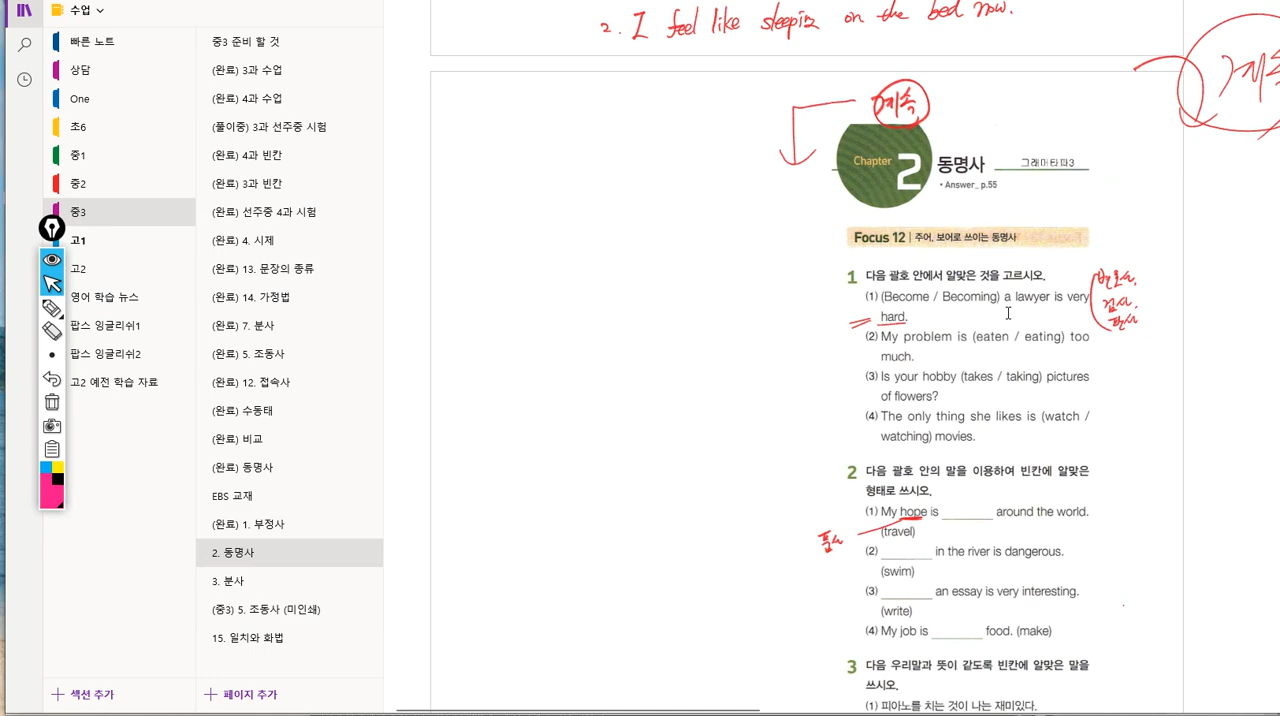 수업
2. I feel like sleeping on the bed now.
빠른 노트
상담
One
초6
중1
중2
중3
고1
고2
영어 학습 뉴스
팝스 잉글리쉬1
팝스 잉글리쉬2
고2 예전 학습 자료
섹션 추가
중3 준비 할 것
(완료) 3과 수업
(완료) 4과 수업
(풀이중) 3과 선주중 시험
(완료) 4과 빈칸
(완료) 3과 빈칸
(완료) 선주중 4과 시험
(완료) 4. 시제
(완료) 13. 문장의 종류
(완료) 14. 가정법
(완료) 7. 분사
(완료) 5. 조동사
(완료) 12. 접속사
(완료) 수동태
(완료) 비교
(완료) 동명사
EBS 교재
(완료) 1. 부정사
2. 동명사
3. 분사
(중3) 5. 조동사 (미인쇄)
15. 일치와 화법
페이지 추가
계속
계속
Chapter 2 동명사 그래머타파3
• Answer_ p.55
Focus 12 | 주어, 보어로 쓰이는 동명사
1 다음 괄호 안에서 알맞은 것을 고르시오.
(1) (Become / Becoming) a lawyer is very
hard.
변호사,
검사,
판사
(2) My problem is (eaten / eating) too
much.
(3) Is your hobby (takes / taking) pictures
of flowers?
(4) The only thing she likes is (watch /
watching) movies.
2 다음 괄호 안의 말을 이용하여 빈칸에 알맞은
형태로 쓰시오.
(1) My hope is ________ around the world.
(travel)
(2) ________ in the river is dangerous.
(swim)
(3) ________ an essay is very interesting.
(write)
(4) My job is ________ food. (make)
3 다음 우리말과 뜻이 같도록 빈칸에 알맞은 말을
쓰시오.
(1) 피아노를 치는 것이 나는 재미있다.